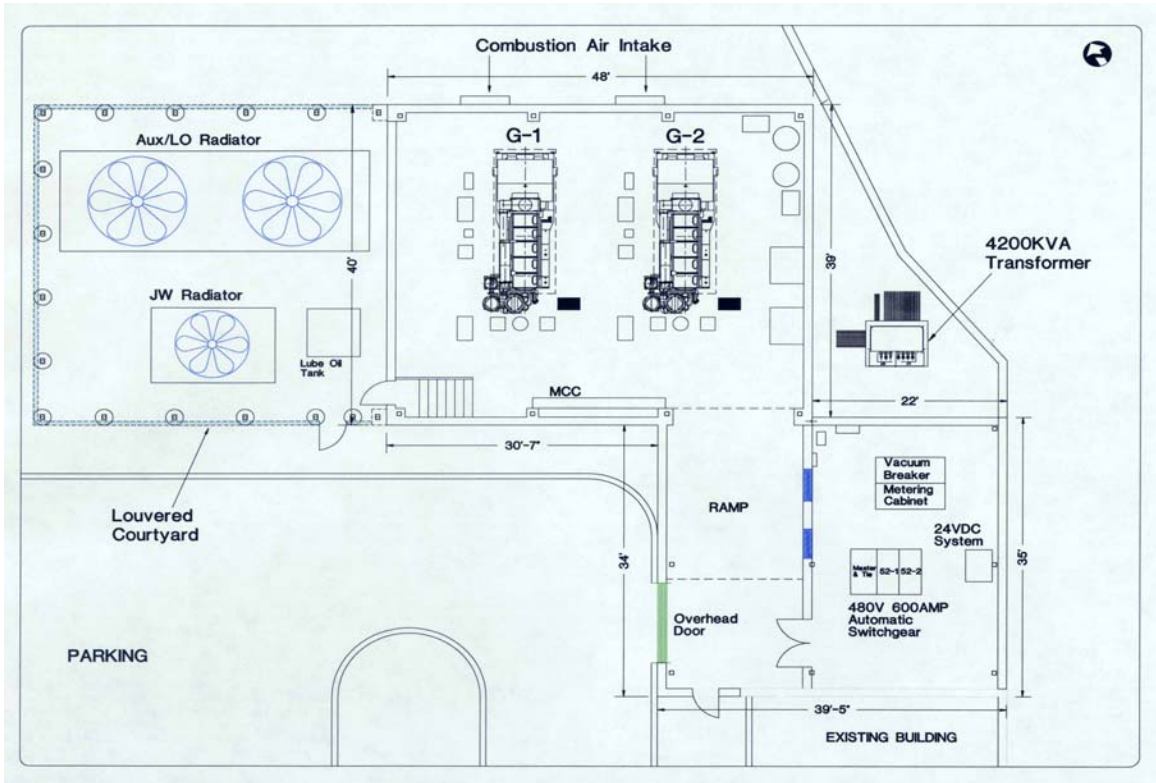 Combustion Air Intake
48'
Aux/LO Radiator
G-1
G-2
40'
39'
4200KVA
Transformer
JW Radiator
Lube Oil
Tank
MCC
22'
30'-7"
Vacuum
Breaker
Metering
Cabinet
RAMP
Louvered
Courtyard
24VDC
System
34'
35'
Master
& Tie
52-1
52-2
480V 600AMP
Automatic
Switchgear
Overhead
Door
PARKING
39'-5"
EXISTING BUILDING